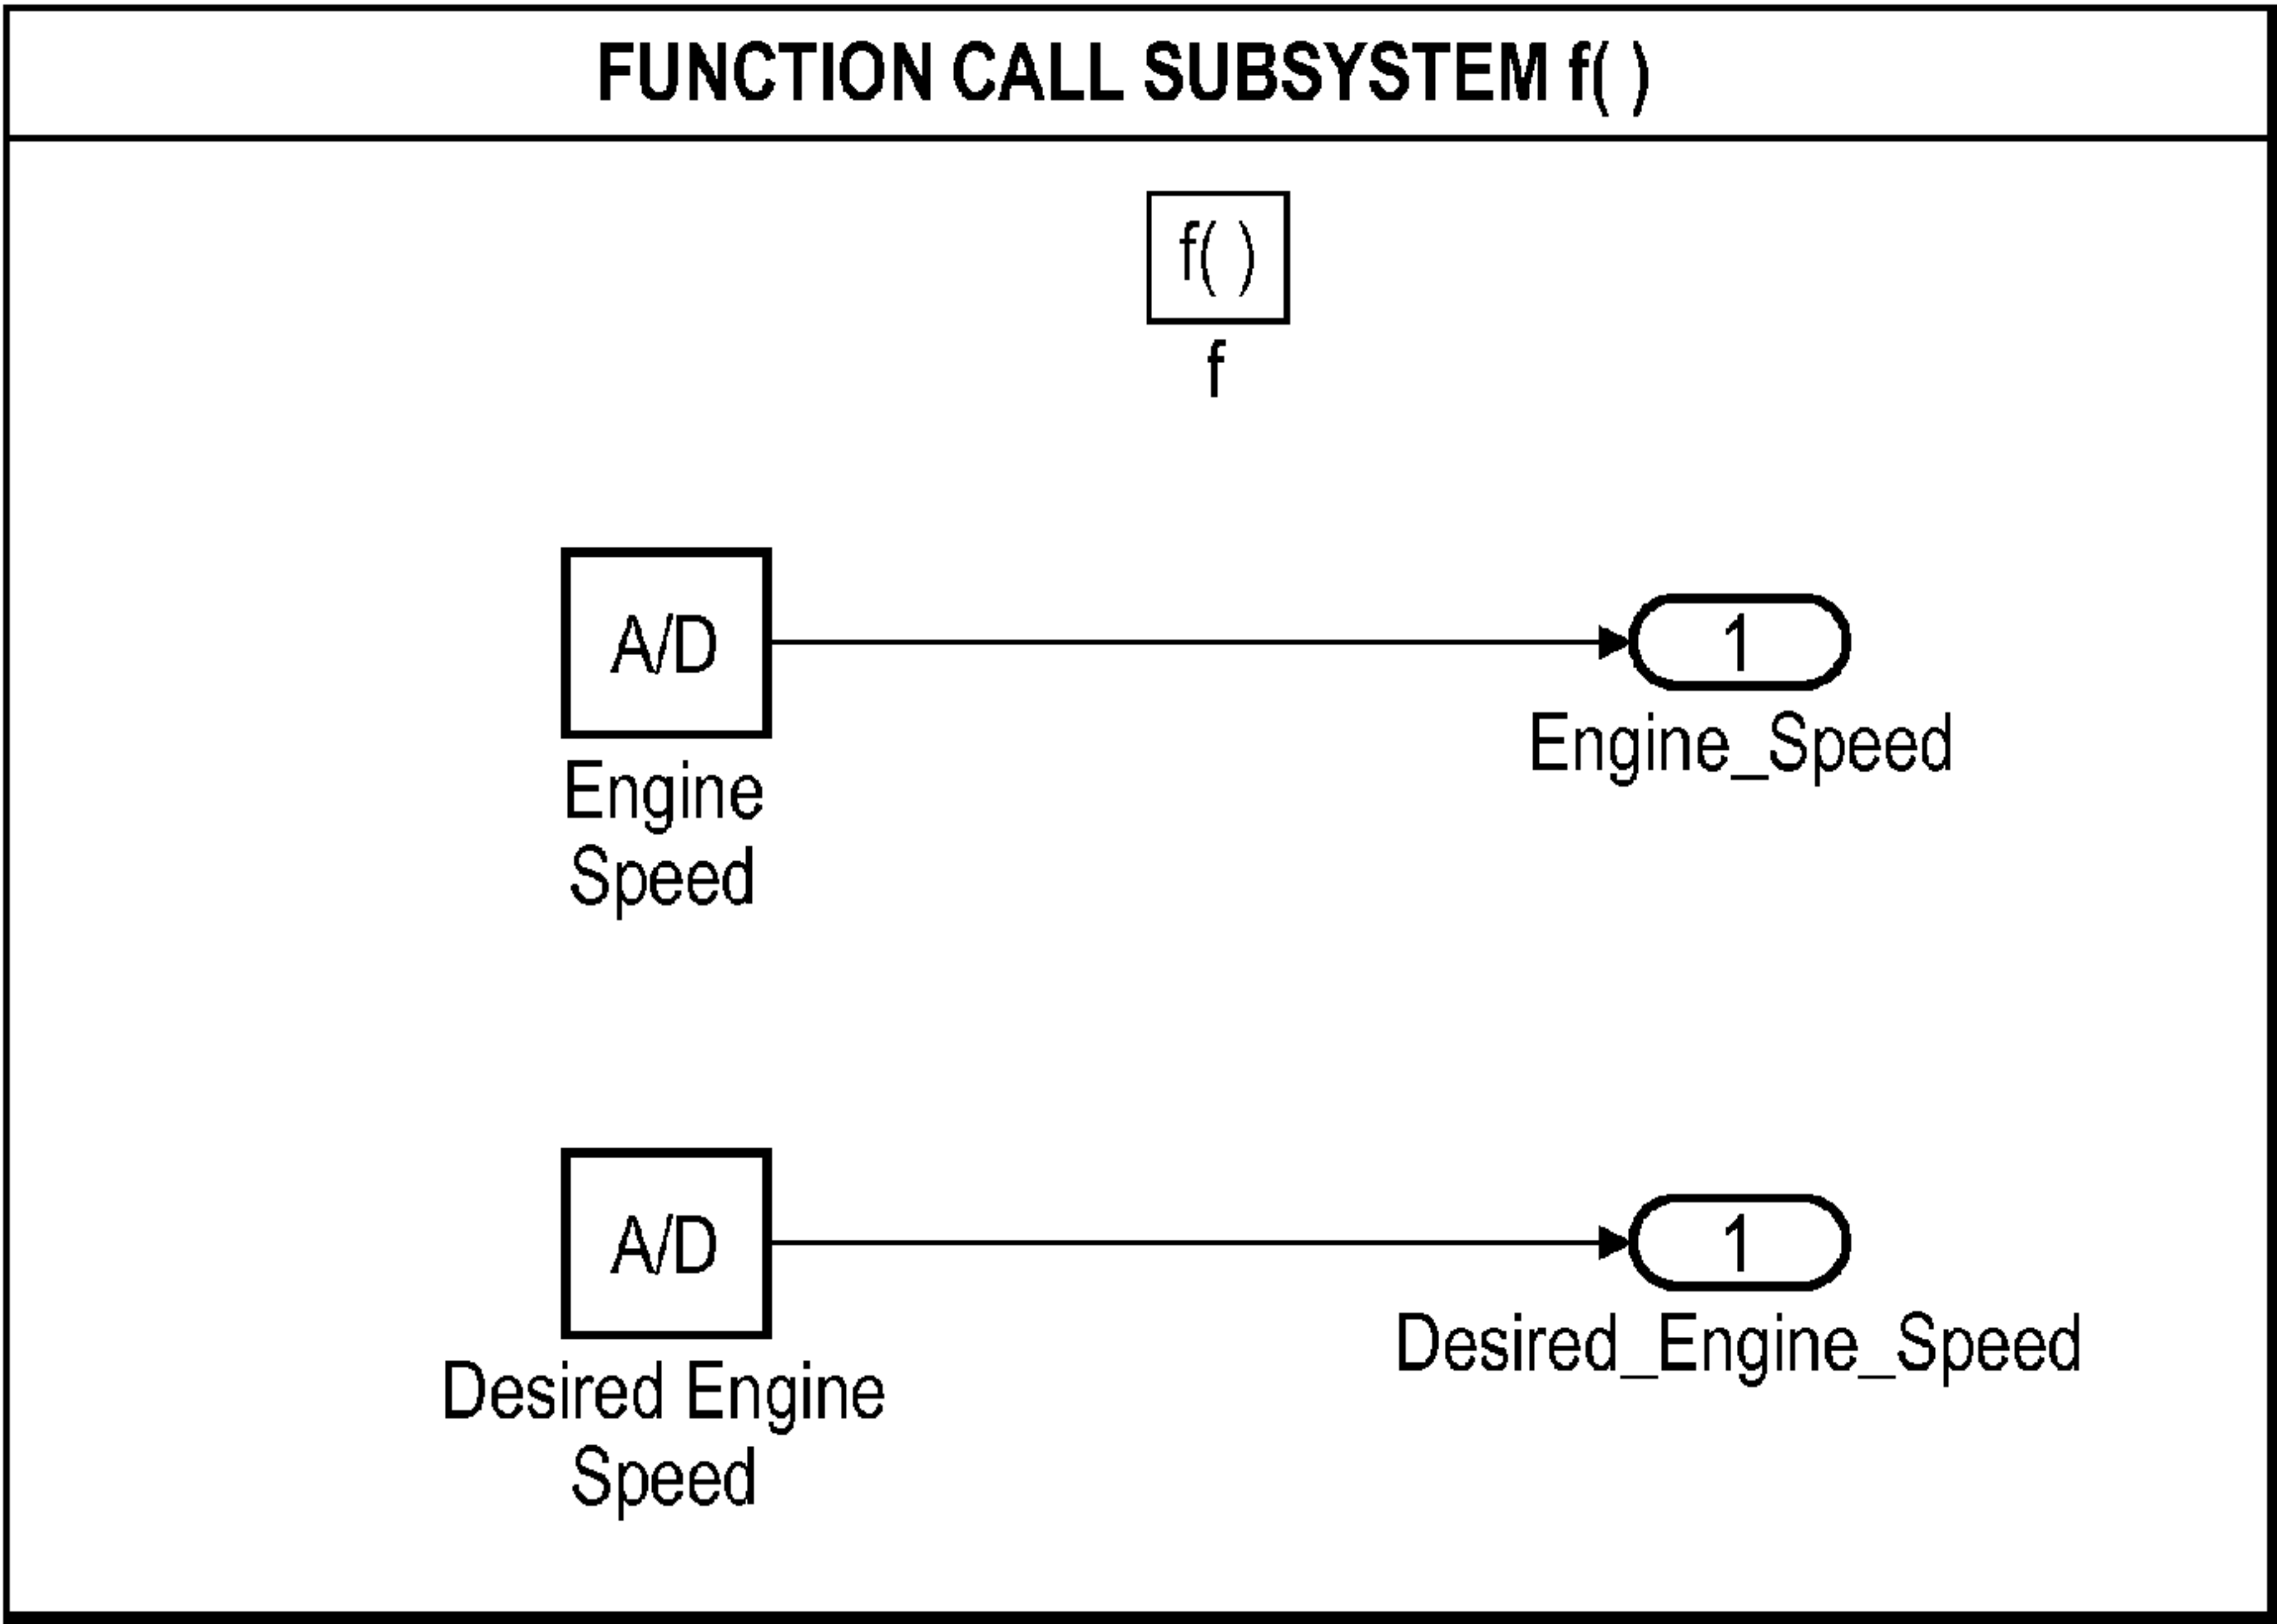 FUNCTION CALL SUBSYSTEM f( )
f( )
f
A/D
Engine
Speed
1
Engine_Speed
A/D
Desired Engine
Speed
1
Desired_Engine_Speed